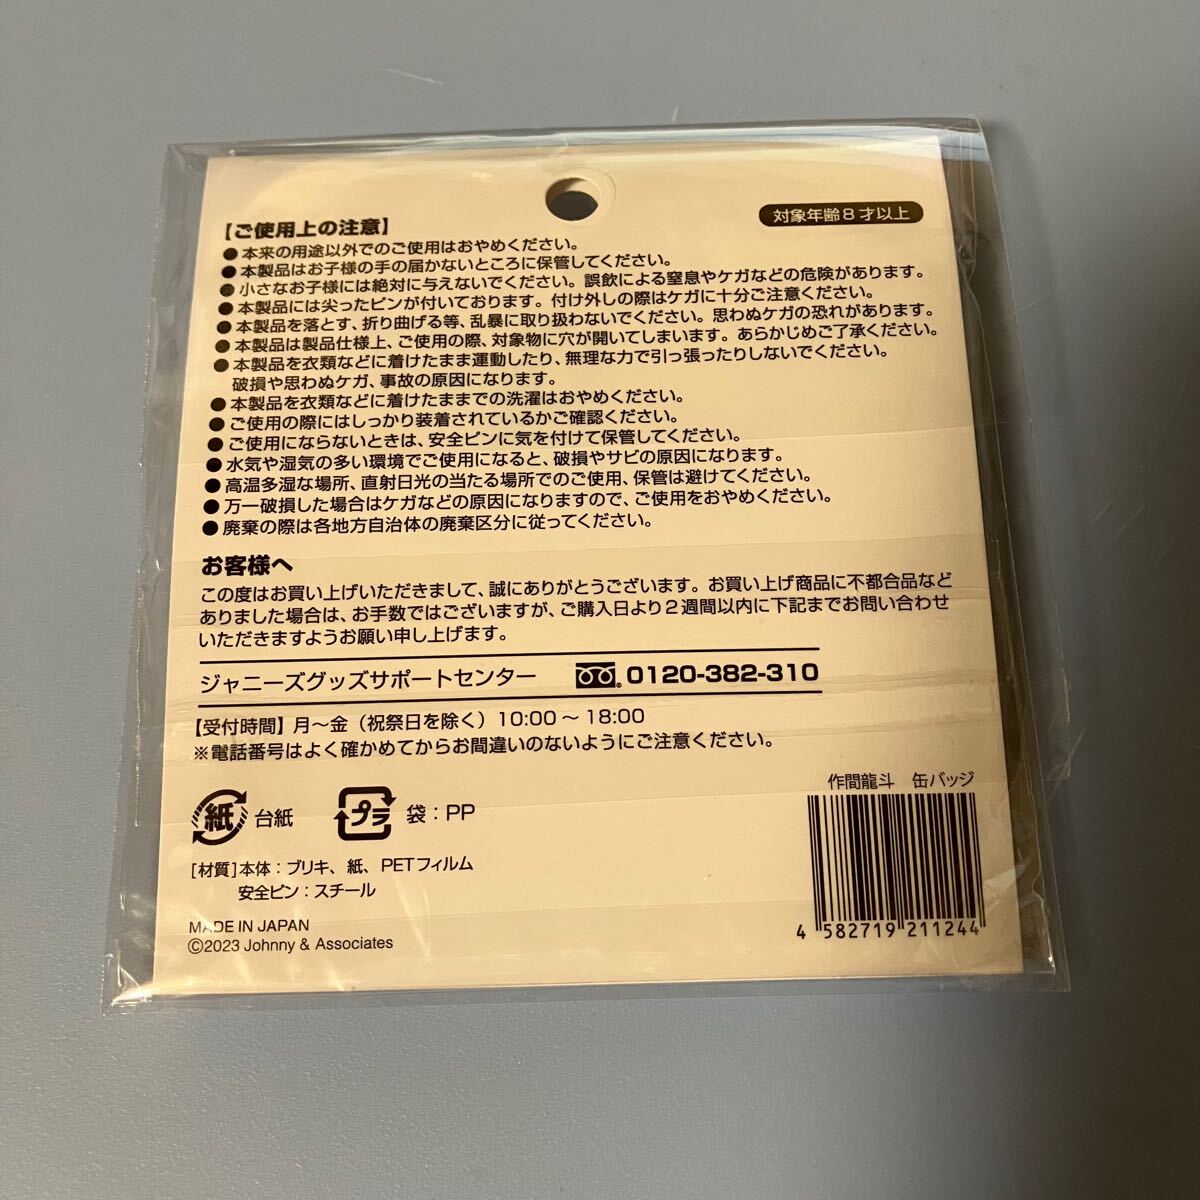 対象年齢8才以上
【ご使用上の注意】
●本来の用途以外でのご使用はおやめください。
●本製品はお子様の手の届かないところに保管してください。
●小さなお子様には絶対に与えないでください。誤飲による窒息やケガなどの危険があります。
●本製品には尖ったピンが付いております。付け外しの際はケガに十分ご注意ください。
●本製品を落とす、折り曲げる等、乱暴に取り扱わないでください。思わぬケガの恐れがあります。
●本製品は製品仕様上、ご使用の際、対象物に穴が開いてしまいます。あらかじめご了承ください。
●本製品を衣類などに着けたまま運動したり、無理な力で引っ張ったりしないでください。
破損や思わぬケガ、事故の原因になります。
●本製品を衣類などに着けたままでの洗濯はおやめください。
●ご使用の際にはしっかり装着されているかご確認ください。
●ご使用にならないときは、安全ピンに気を付けて保管してください。
●水気や湿気の多い環境でご使用になると、破損やサビの原因になります。
●高温多湿な場所、直射日光の当たる場所でのご使用、保管は避けてください。
●万一破損した場合はケガなどの原因になりますので、ご使用をおやめください。
●廃棄の際は各地方自治体の廃棄区分に従ってください。
お客様へ
この度はお買い上げいただきまして、誠にありがとうございます。お買い上げ商品に不都合品など
ありました場合は、お手数ではございますが、ご購入日より2週間以内に下記までお問い合わせ
いただきますようお願い申し上げます。
ジャニーズグッズサポートセンター 0120-382-310
【受付時間】月〜金（祝祭日を除く）10:00〜18:00
※電話番号はよく確かめてからお間違いのないようにご注意ください。
作間龍斗 缶バッジ
紙 台紙 プラ 袋：PP
[材質]本体：ブリキ、紙、PETフィルム
安全ピン：スチール
MADE IN JAPAN
©2023 Johnny & Associates
4 582719 211244